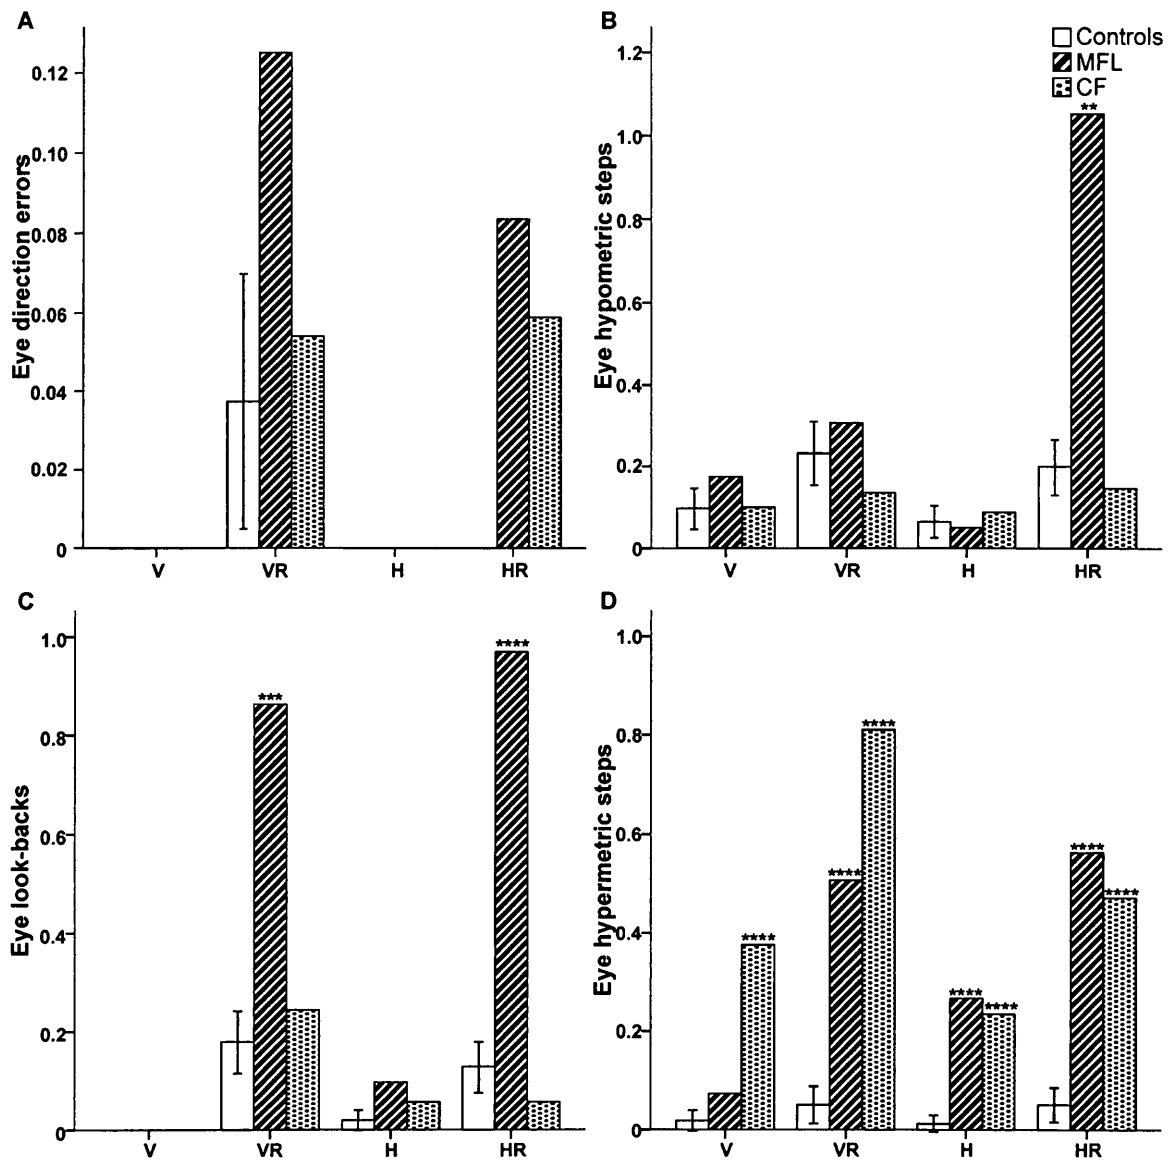 A
Eye direction errors
0.12
0.10
0.08
0.06
0.04
0.02
0
V VR H HR
B
Controls
MFL
CF
Eye hypometric steps
1.2
1.0
0.8
0.6
0.4
0.2
0
**
V VR H HR
C
Eye look-backs
1.0
0.8
0.6
0.4
0.2
0
***
****
V VR H HR
D
Eye hypermetric steps
1.0
0.8
0.6
0.4
0.2
0
****
****
****
****
****
****
****
V VR H HR